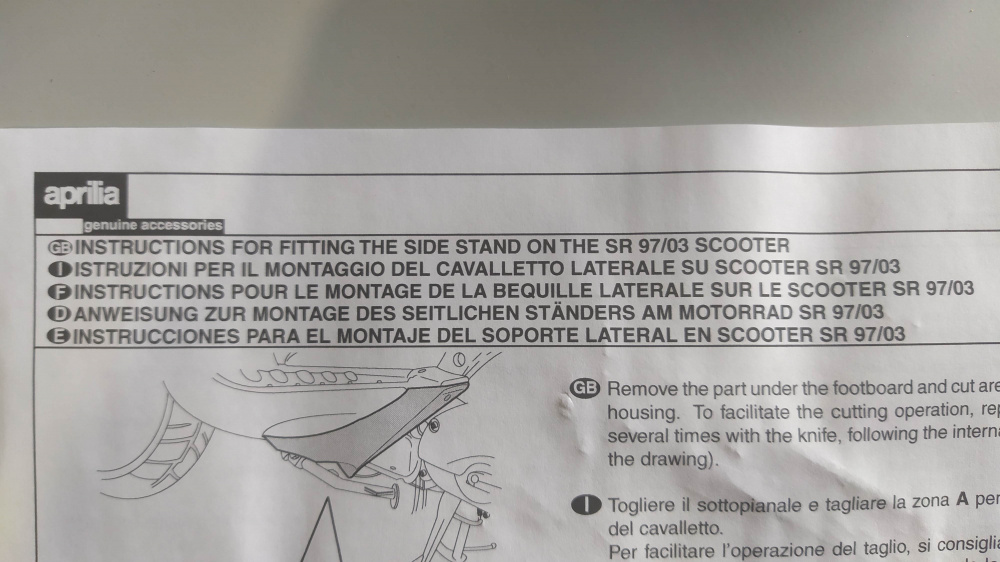 aprilia
genuine accessories
GB INSTRUCTIONS FOR FITTING THE SIDE STAND ON THE SR 97/03 SCOOTER
I ISTRUZIONI PER IL MONTAGGIO DEL CAVALLETTO LATERALE SU SCOOTER SR 97/03
F INSTRUCTIONS POUR LE MONTAGE DE LA BEQUILLE LATERALE SUR LE SCOOTER SR 97/03
D ANWEISUNG ZUR MONTAGE DES SEITLICHEN STÄNDERS AM MOTORRAD SR 97/03
E INSTRUCCIONES PARA EL MONTAJE DEL SOPORTE LATERAL EN SCOOTER SR 97/03
GB Remove the part under the footboard and cut are
housing. To facilitate the cutting operation, rep
several times with the knife, following the interna
the drawing).
I Togliere il sottopianale e tagliare la zona A per
del cavalletto.
Per facilitare l'operazione del taglio, si consiglia